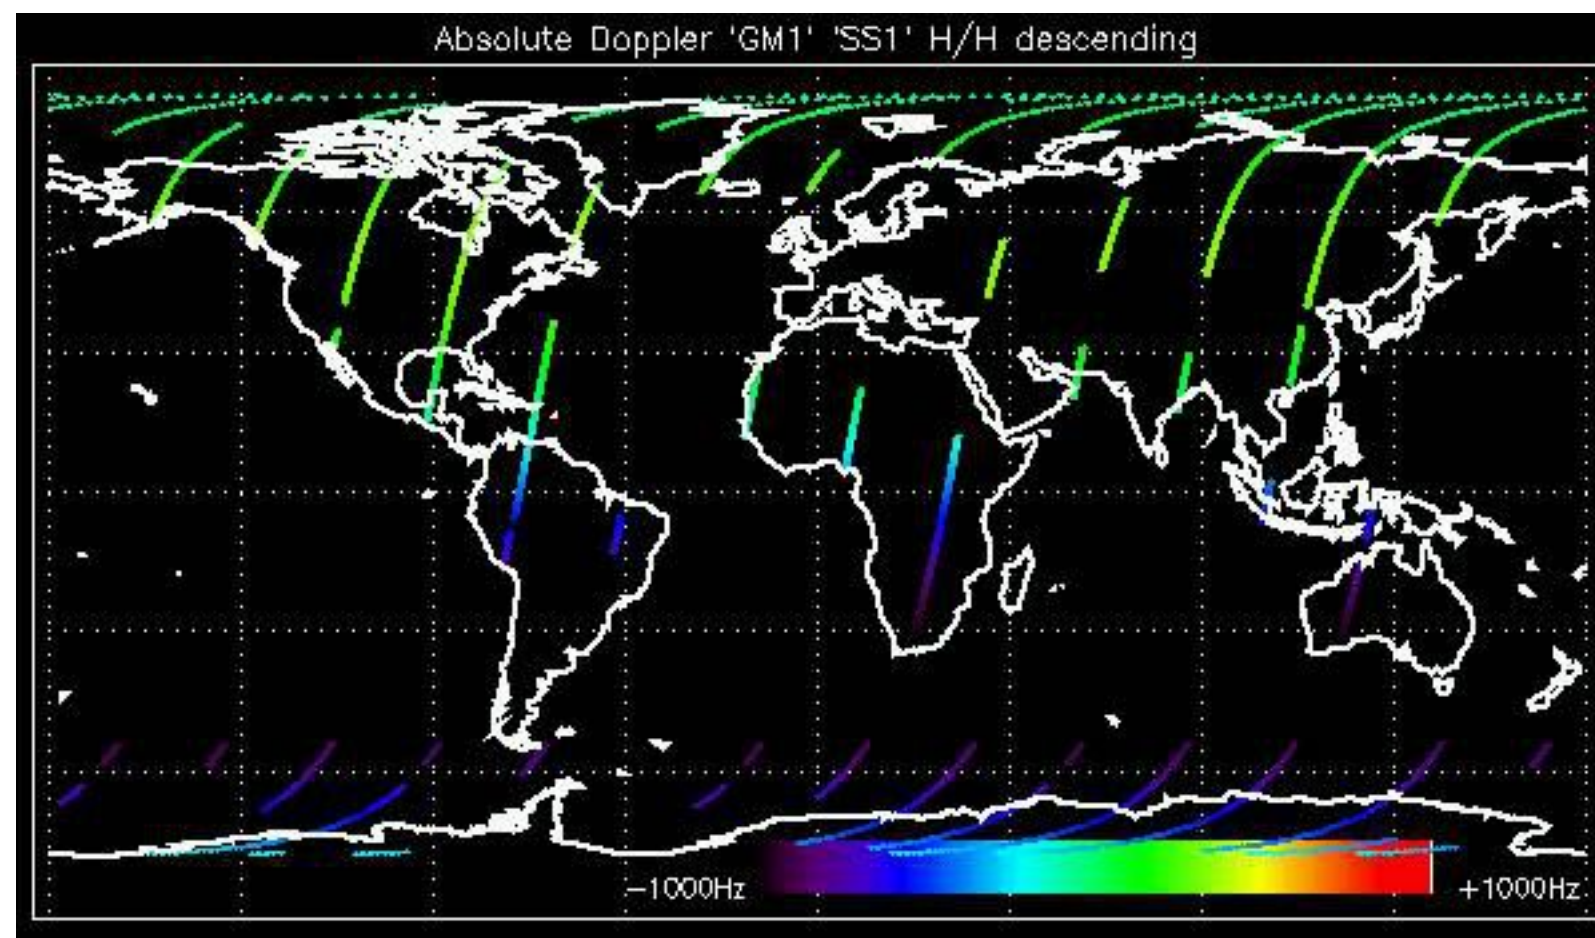 Absolute Doppler 'GM1' 'SS1' H/H descending
−1000Hz +1000Hz